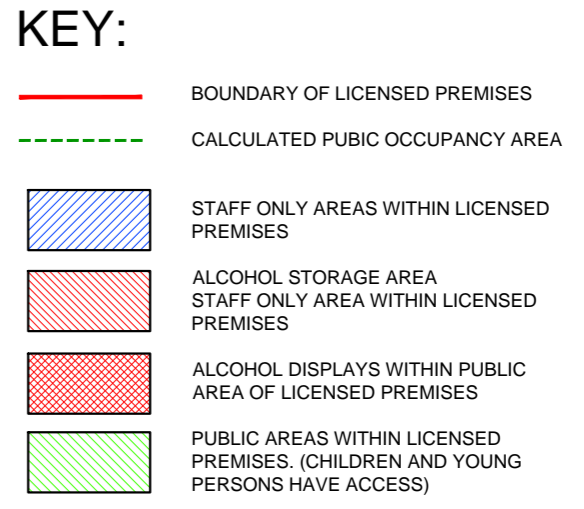 KEY:
BOUNDARY OF LICENSED PREMISES
CALCULATED PUBIC OCCUPANCY AREA
STAFF ONLY AREAS WITHIN LICENSED
PREMISES
ALCOHOL STORAGE AREA
STAFF ONLY AREA WITHIN LICENSED
PREMISES
ALCOHOL DISPLAYS WITHIN PUBLIC
AREA OF LICENSED PREMISES
PUBLIC AREAS WITHIN LICENSED
PREMISES. (CHILDREN AND YOUNG
PERSONS HAVE ACCESS)